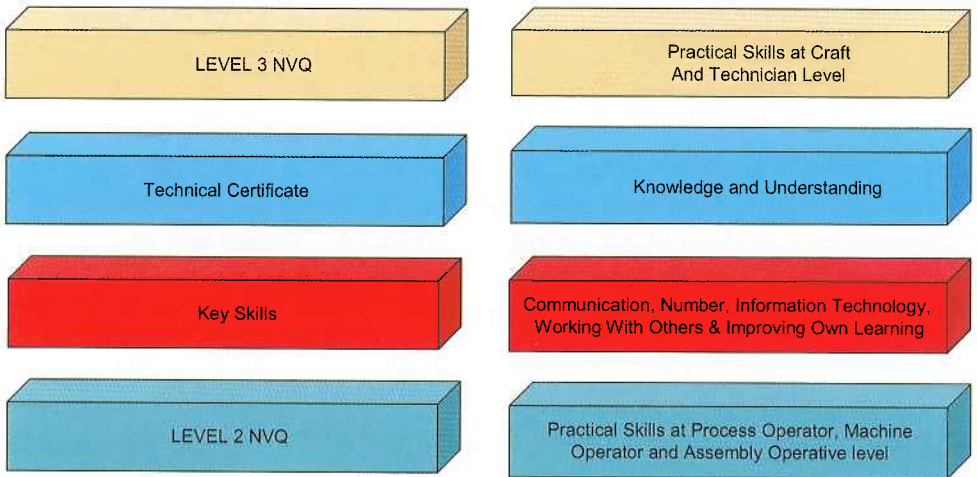 LEVEL 3 NVQ
Practical Skills at Craft
And Technician Level
Technical Certificate
Knowledge and Understanding
Key Skills
Communication, Number, Information Technology,
Working With Others & Improving Own Learning
LEVEL 2 NVQ
Practical Skills at Process Operator, Machine
Operator and Assembly Operative level